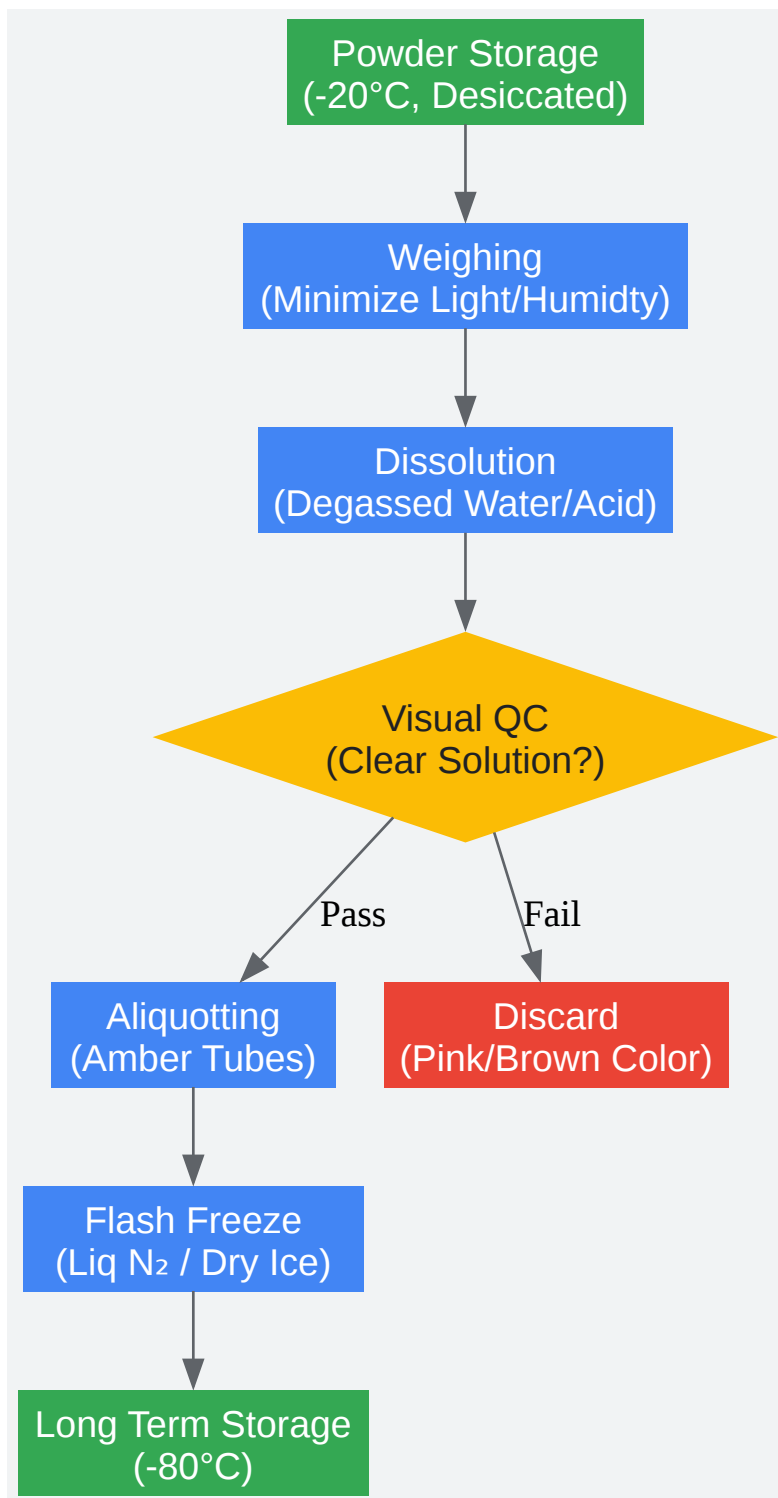 Powder Storage
(-20°C, Desiccated)
Weighing
(Minimize Light/Humidty)
Dissolution
(Degassed Water/Acid)
Visual QC
(Clear Solution?)
Pass
Fail
Aliquotting
(Amber Tubes)
Discard
(Pink/Brown Color)
Flash Freeze
(Liq N₂ / Dry Ice)
Long Term Storage
(-80°C)